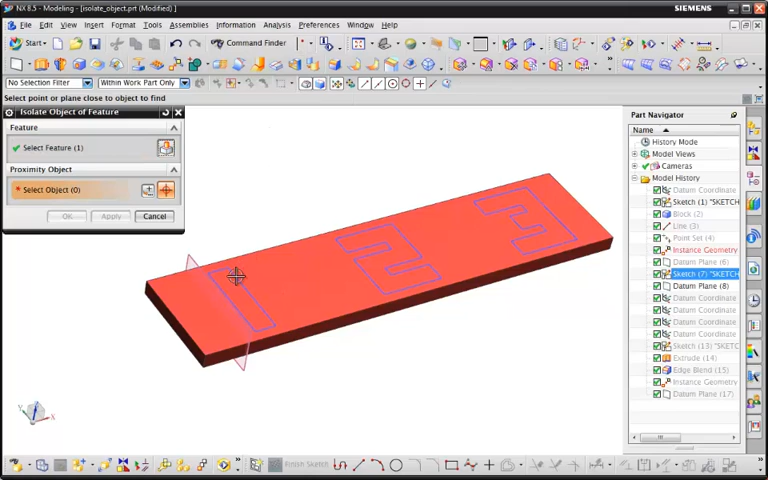 NX 8.5 - Modeling - [isolate_object.prt (Modified) ]
SIEMENS
File Edit View Insert Format Tools Assemblies Information Analysis Preferences Window Help
Start
Command Finder
No Selection Filter
Within Work Part Only
Select point or plane close to object to find
Isolate Object of Feature
Feature
Select Feature (1)
Proximity Object
* Select Object (0)
OK Apply Cancel
1 2 3
Part Navigator
Name
History Mode
Model Views
Cameras
Model History
Datum Coordinate
Sketch (1) "SKETCH
Block (2)
Line (3)
Point Set (4)
Instance Geometry
Datum Plane (6)
Sketch (7) "SKETCH
Datum Plane (8)
Datum Coordinate
Datum Coordinate
Datum Coordinate
Datum Coordinate
Sketch (13) "SKETC
Extrude (14)
Edge Blend (15)
Instance Geometry
Datum Plane (17)
Y X
Finish Sketch